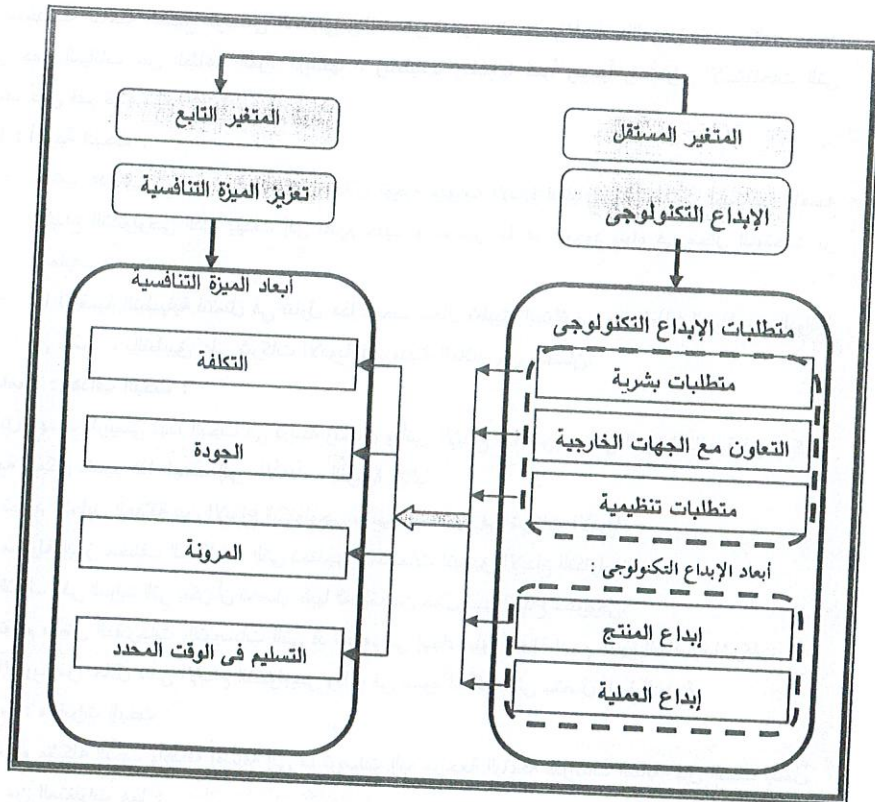 المتغير المستقل
الإبداع التكنولوجى
متطلبات الإبداع التكنولوجى
متطلبات بشرية
التعاون مع الجهات الخارجية
متطلبات تنظيمية
أبعاد الإبداع التكنولوجى :
إبداع المنتج
إبداع العملية
المتغير التابع
تعزيز الميزة التنافسية
أبعاد الميزة التنافسية
التكلفة
الجودة
المرونة
التسليم فى الوقت المحدد